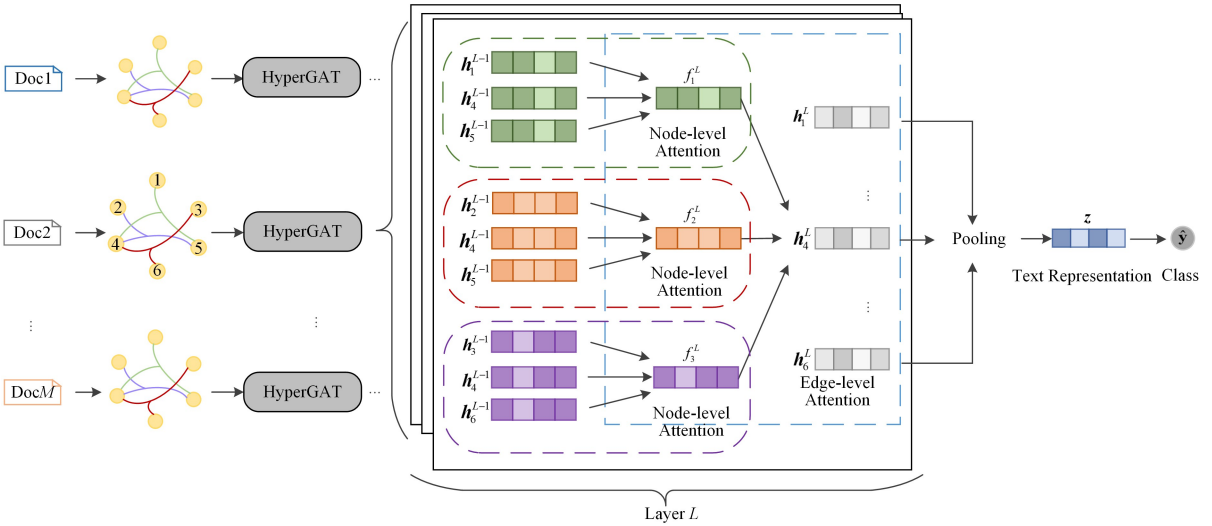 Doc1
HyperGAT
...
Doc2
1
2
3
4
5
6
HyperGAT
⋮
⋮
DocM
HyperGAT
...
h_1^{L-1}
h_4^{L-1}
h_5^{L-1}
f_1^L
Node-level
Attention
h_2^{L-1}
h_4^{L-1}
h_5^{L-1}
f_2^L
Node-level
Attention
h_3^{L-1}
h_4^{L-1}
h_6^{L-1}
f_3^L
Node-level
Attention
h_1^L
⋮
h_4^L
⋮
h_6^L
Edge-level
Attention
Layer L
Pooling
z
Text Representation
ŷ
Class